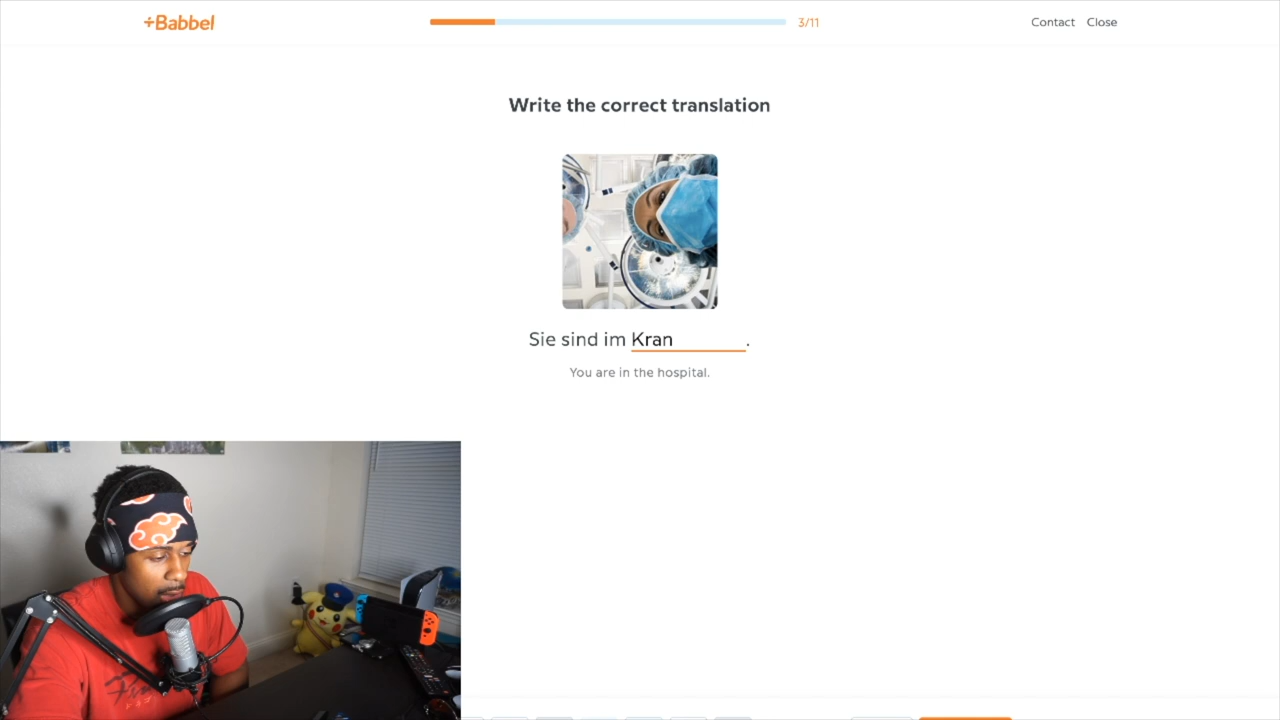 +Babbel
3/11
Contact
Close
Write the correct translation
Sie sind im Kran.
You are in the hospital.